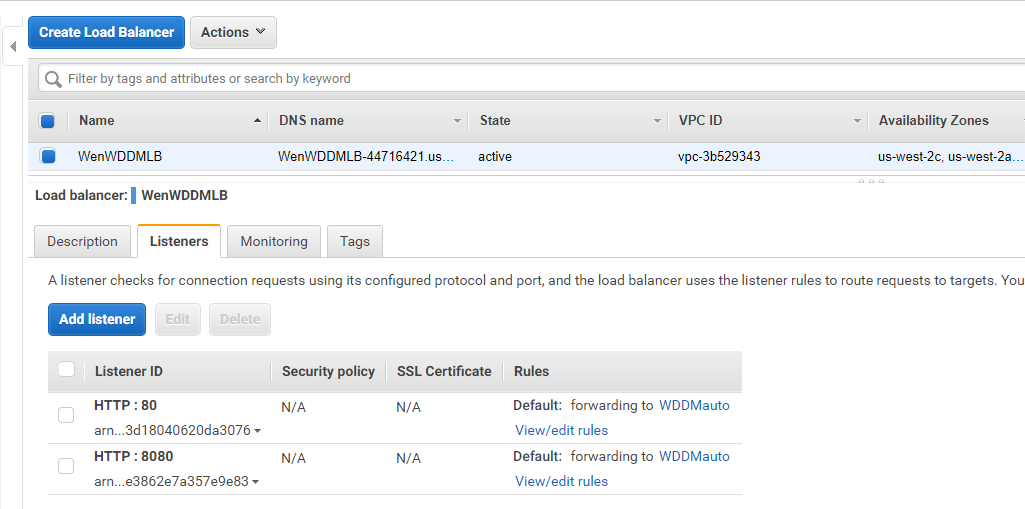 Create Load Balancer Actions
Filter by tags and attributes or search by keyword
Name DNS name State VPC ID Availability Zones
WenWDDMLB WenWDDMLB-44716421.us... active vpc-3b529343 us-west-2c, us-west-2a...
Load balancer: WenWDDMLB
Description Listeners Monitoring Tags
A listener checks for connection requests using its configured protocol and port, and the load balancer uses the listener rules to route requests to targets. You
Add listener Edit Delete
Listener ID Security policy SSL Certificate Rules
HTTP : 80 N/A N/A Default: forwarding to WDDMauto
arn...3d18040620da3076 View/edit rules
HTTP : 8080 N/A N/A Default: forwarding to WDDMauto
arn...e3862e7a357e9e83 View/edit rules